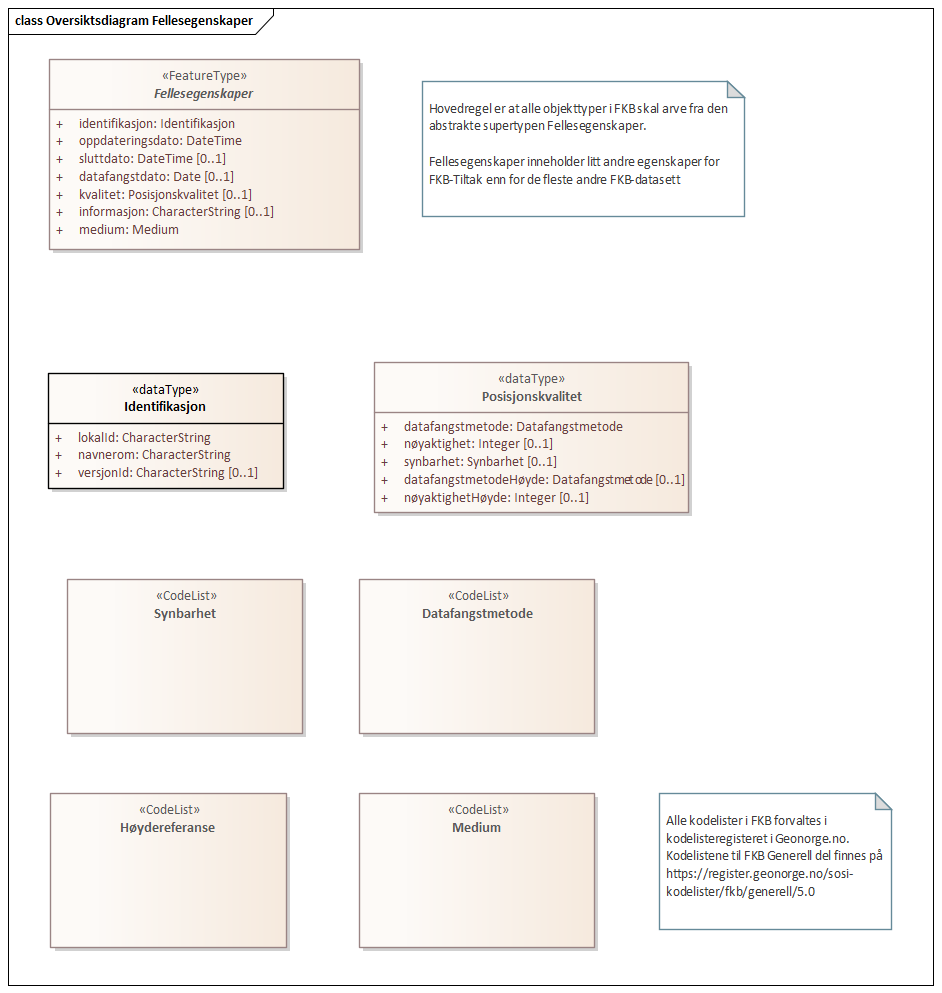 class Oversiktsdiagram Fellesegenskaper
«FeatureType»
Fellesegenskaper
+ identifikasjon: Identifikasjon
+ oppdateringsdato: DateTime
+ sluttdato: DateTime [0..1]
+ datafangstdato: Date [0..1]
+ kvalitet: Posisjonskvalitet [0..1]
+ informasjon: CharacterString [0..1]
+ medium: Medium
Hovedregel er at alle objekttyper i FKB skal arve fra den
abstrakte supertypen Fellesegenskaper.
Fellesegenskaper inneholder litt andre egenskaper for
FKB-Tiltak enn for de fleste andre FKB-datasett
«dataType»
Identifikasjon
+ lokalId: CharacterString
+ navnerom: CharacterString
+ versjonId: CharacterString [0..1]
«dataType»
Posisjonskvalitet
+ datafangstmetode: Datafangstmetode
+ nøyaktighet: Integer [0..1]
+ synbarhet: Synbarhet [0..1]
+ datafangstmetodeHøyde: Datafangstmetode [0..1]
+ nøyaktighetHøyde: Integer [0..1]
«CodeList»
Synbarhet
«CodeList»
Datafangstmetode
«CodeList»
Høydereferanse
«CodeList»
Medium
Alle kodelister i FKB forvaltes i
kodelisteregisteret i Geonorge.no.
Kodelistene til FKB Generell del finnes på
https://register.geonorge.no/sosi-
kodelister/fkb/generell/5.0